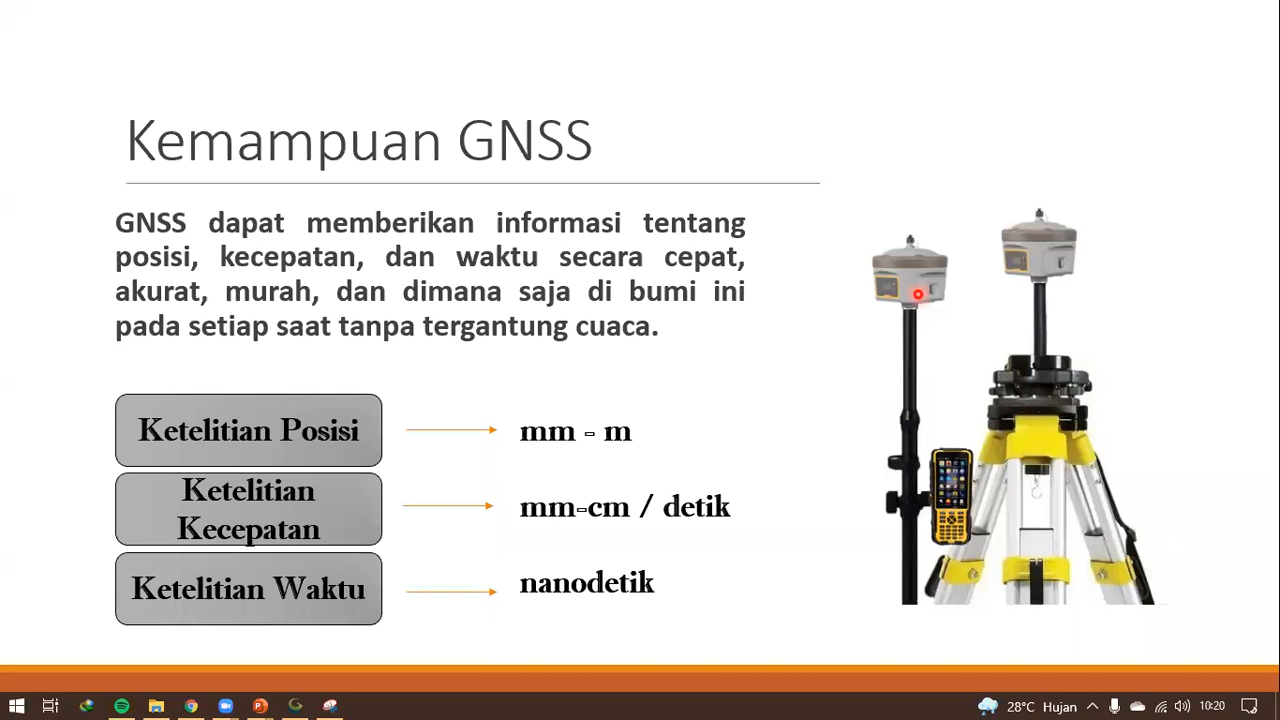 Kemampuan GNSS
GNSS dapat memberikan informasi tentang
posisi, kecepatan, dan waktu secara cepat,
akurat, murah, dan dimana saja di bumi ini
pada setiap saat tanpa tergantung cuaca.
Ketelitian Posisi
mm - m
Ketelitian
Kecepatan
mm-cm / detik
Ketelitian Waktu
nanodetik
28°C Hujan
10:20